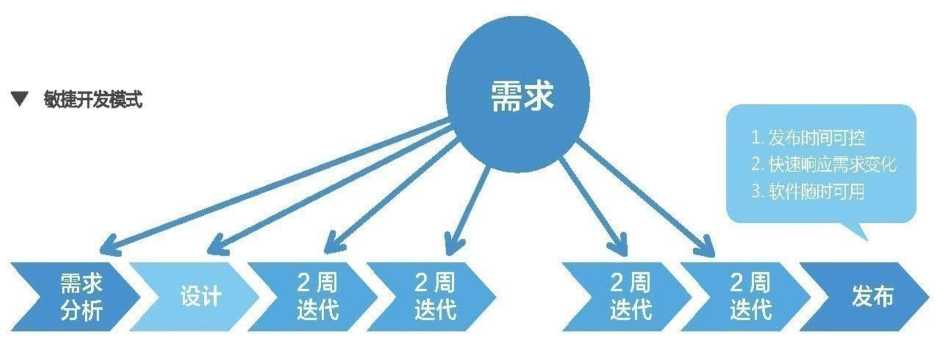 需求
▼ 敏捷开发模式
1. 发布时间可控
2. 快速响应需求变化
3. 软件随时可用
需求
分析
设计
2周
迭代
2周
迭代
2周
迭代
2周
迭代
发布